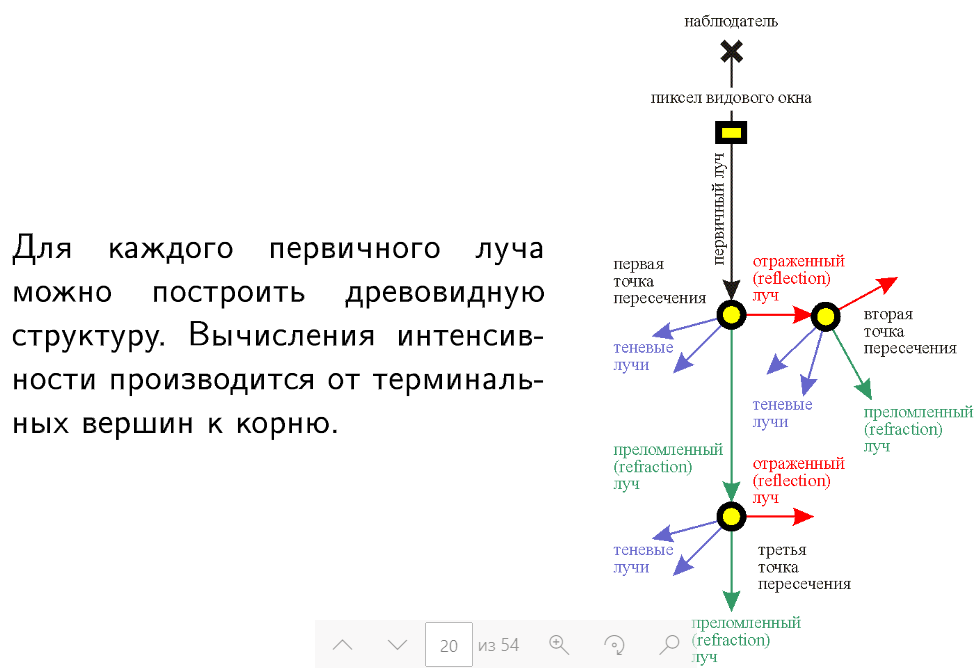 Для каждого первичного луча
можно построить древовидную
структуру. Вычисления интенсив-
ности производится от терминаль-
ных вершин к корню.
наблюдатель
пиксел видового окна
первичный луч
первая
точка
пересечения
отраженный
(reflection)
луч
вторая
точка
пересечения
теневые
лучи
теневые
лучи
преломленный
(refraction)
луч
преломленный
(refraction)
луч
отраженный
(reflection)
луч
теневые
лучи
третья
точка
пересечения
преломленный
(refraction)
луч
20 из 54